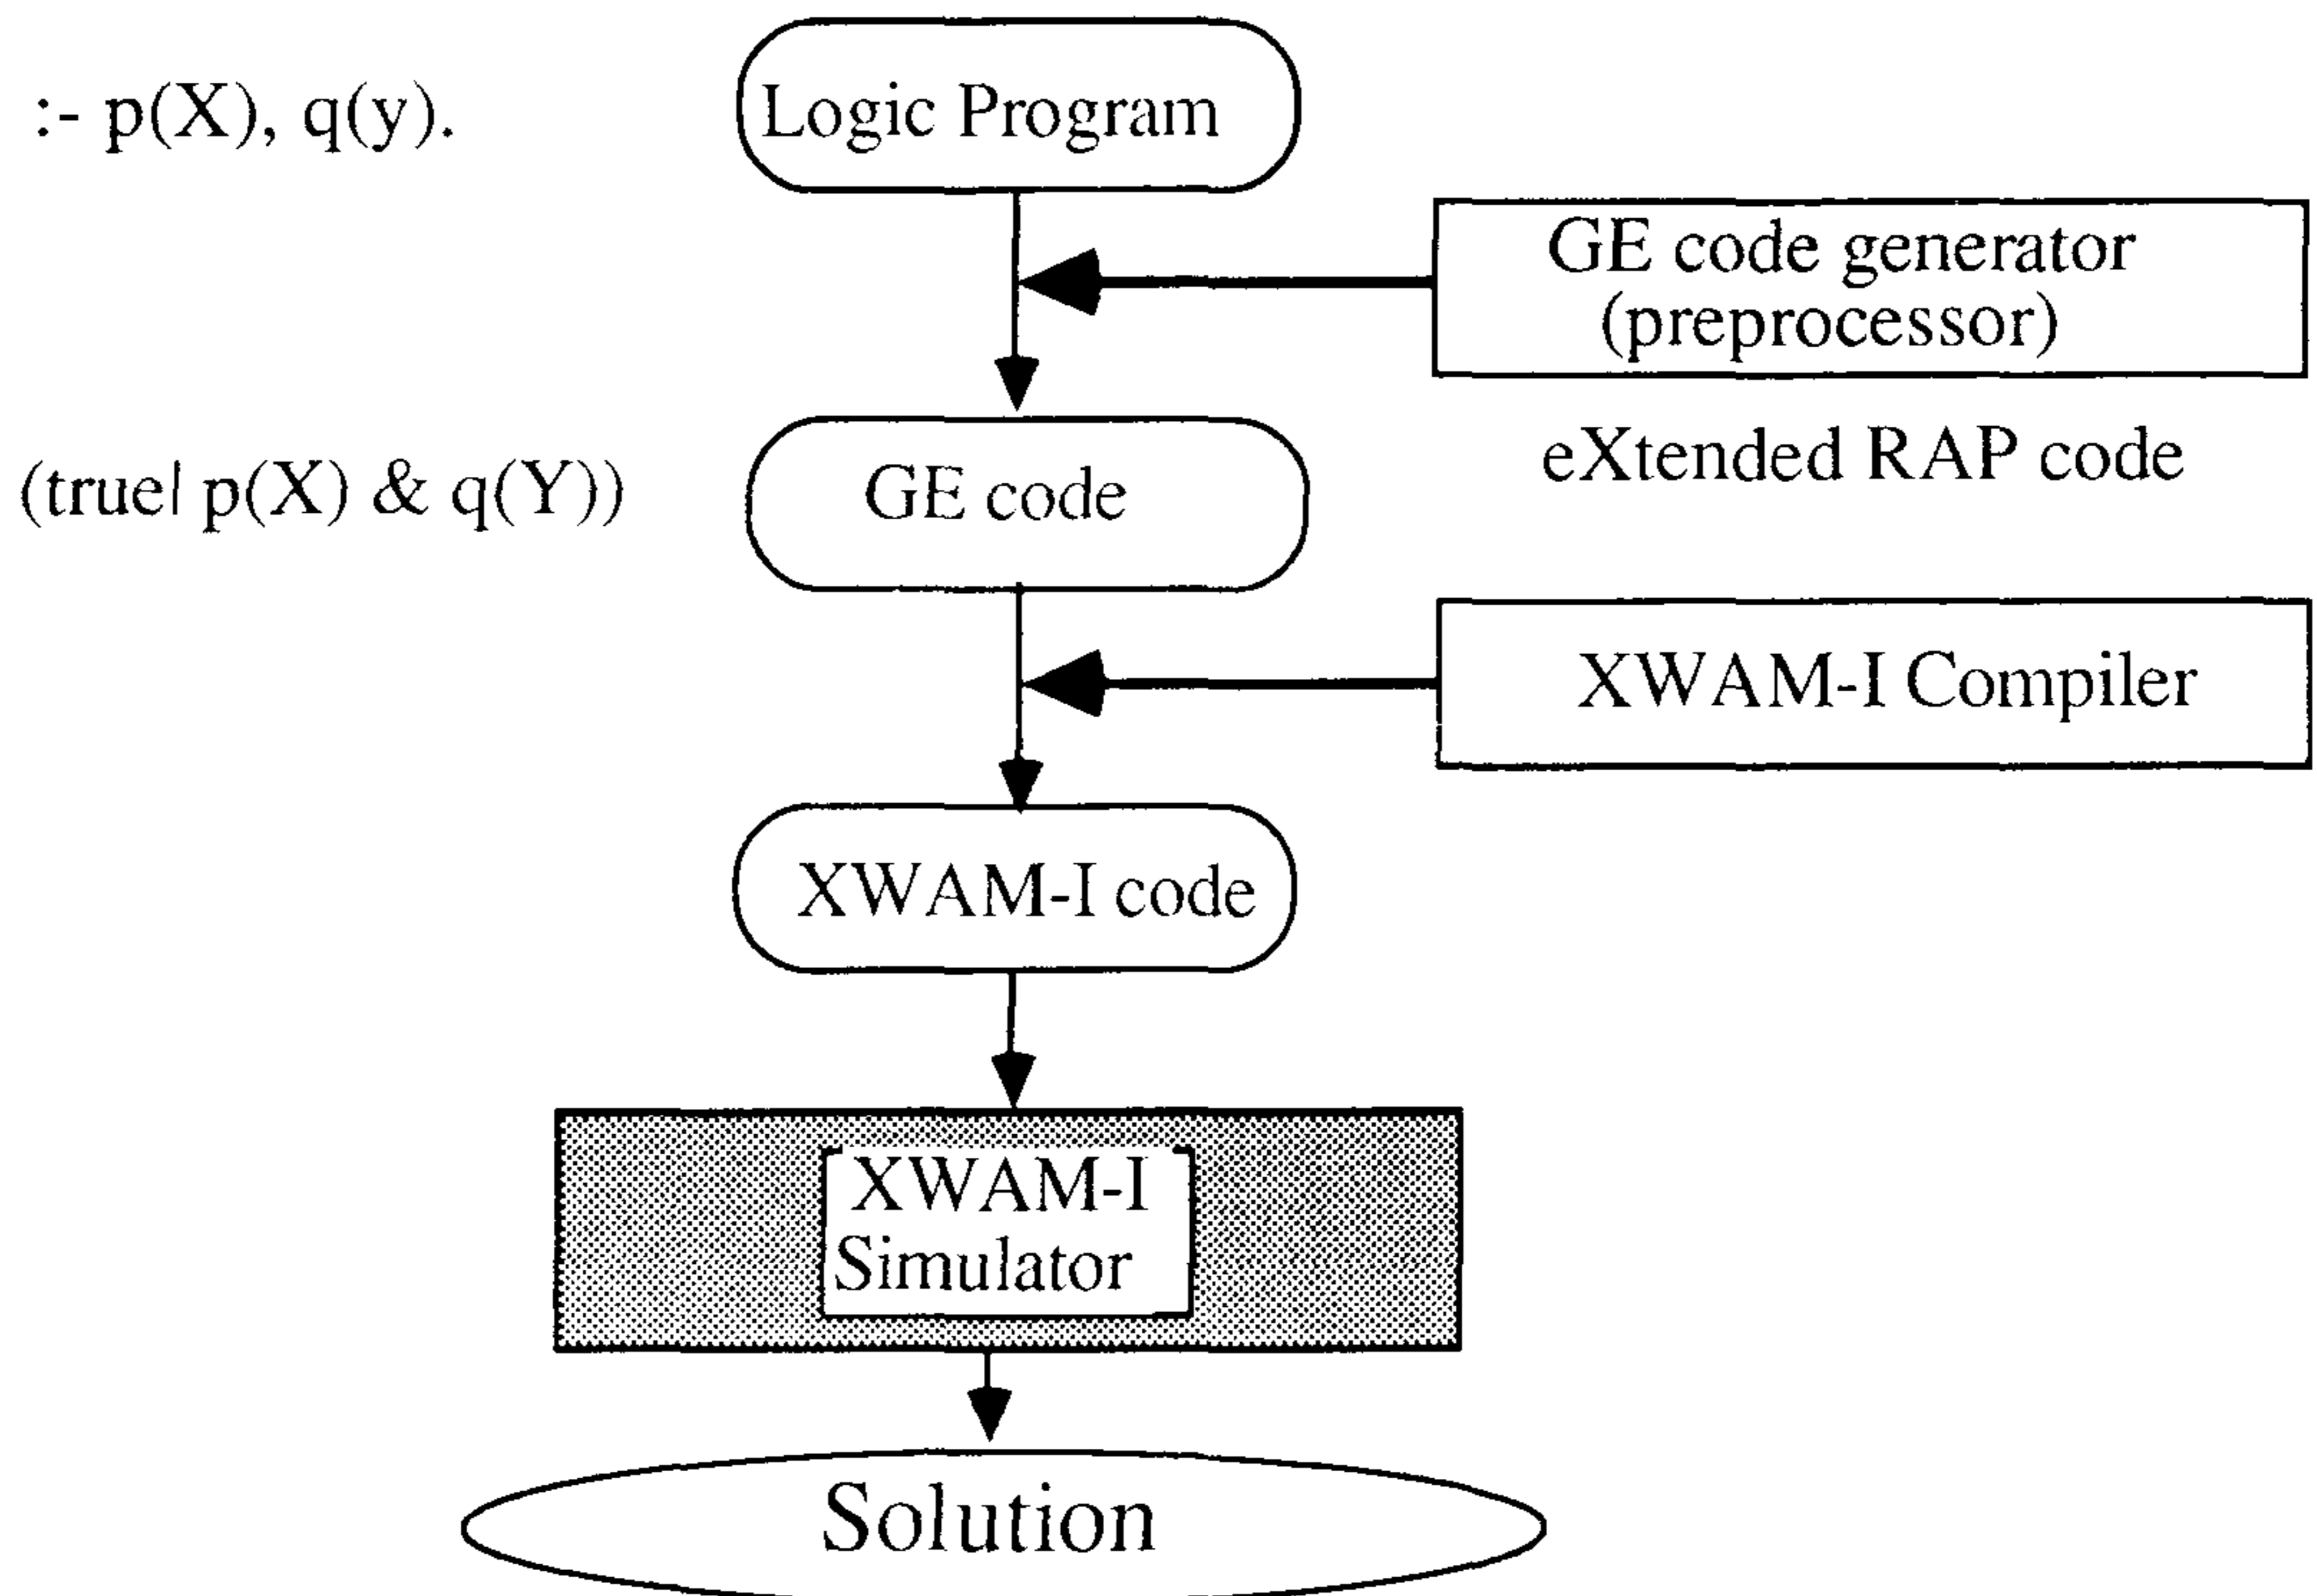 :- p(X), q(y).
Logic Program
GE code generator
(preprocessor)
eXtended RAP code
(true| p(X) & q(Y))
GE code
XWAM-I Compiler
XWAM-I code
XWAM-I
Simulator
Solution